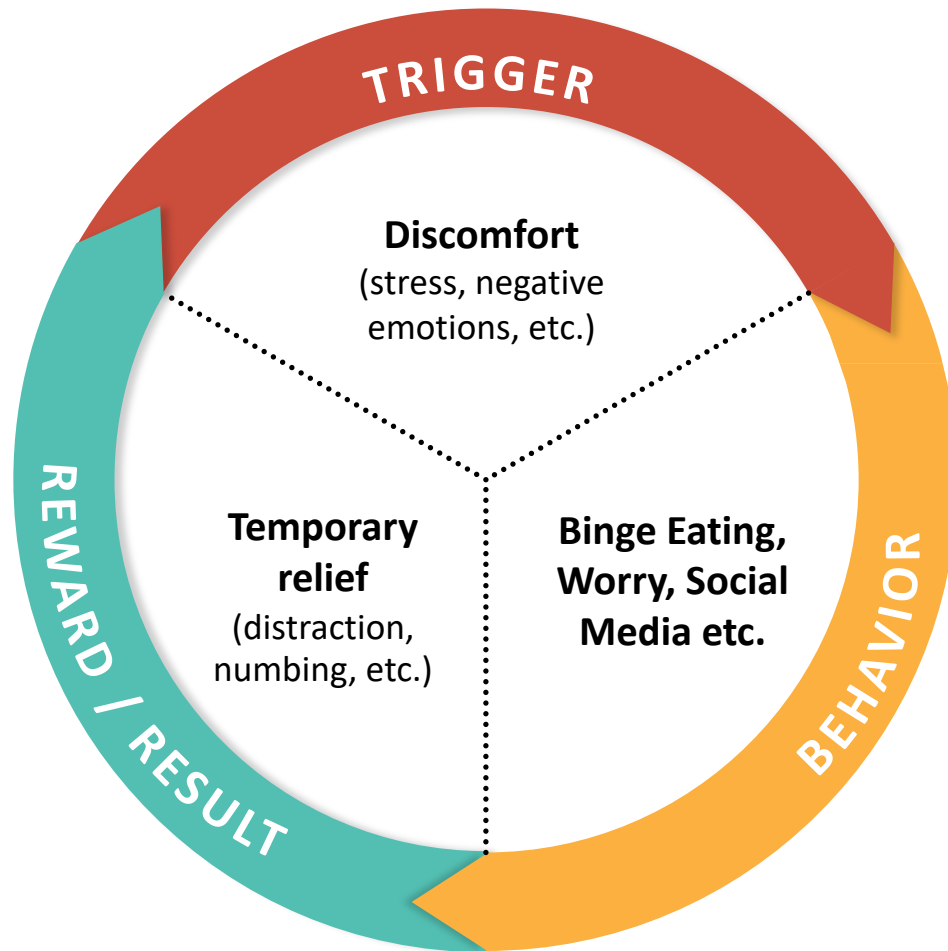 TRIGGER
Discomfort
(stress, negative
emotions, etc.)
BEHAVIOR
Binge Eating,
Worry, Social
Media etc.
REWARD / RESULT
Temporary
relief
(distraction,
numbing, etc.)